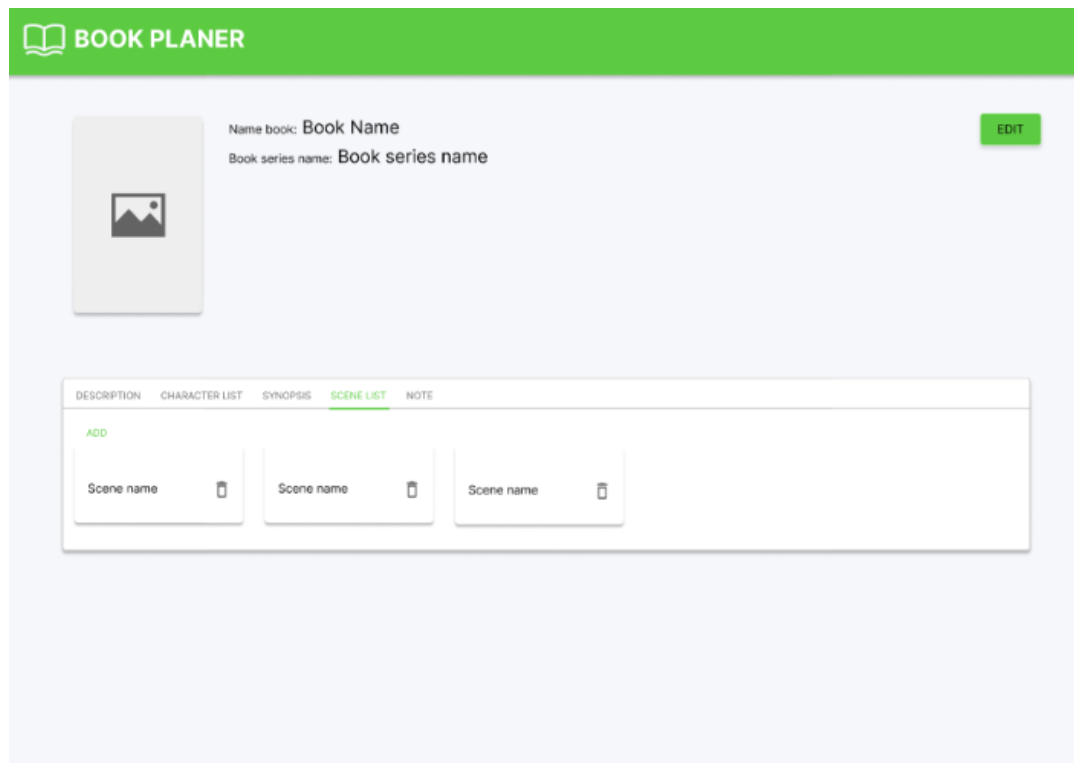 BOOK PLANER
Name book: Book Name
EDIT
Book series name: Book series name
DESCRIPTION CHARACTER LIST SYNOPSIS SCENE LIST NOTE
ADD
Scene name Scene name Scene name